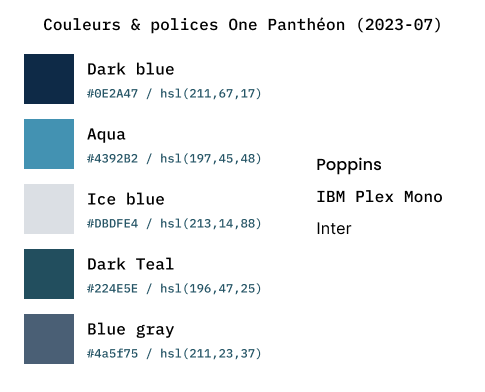 Couleurs & polices One Panthéon (2023-07)
Dark blue
#0E2A47 / hsl(211,67,17)
Aqua
#4392B2 / hsl(197,45,48)
Ice blue
#DBDFE4 / hsl(213,14,88)
Dark Teal
#224E5E / hsl(196,47,25)
Blue gray
#4a5f75 / hsl(211,23,37)
Poppins
IBM Plex Mono
Inter